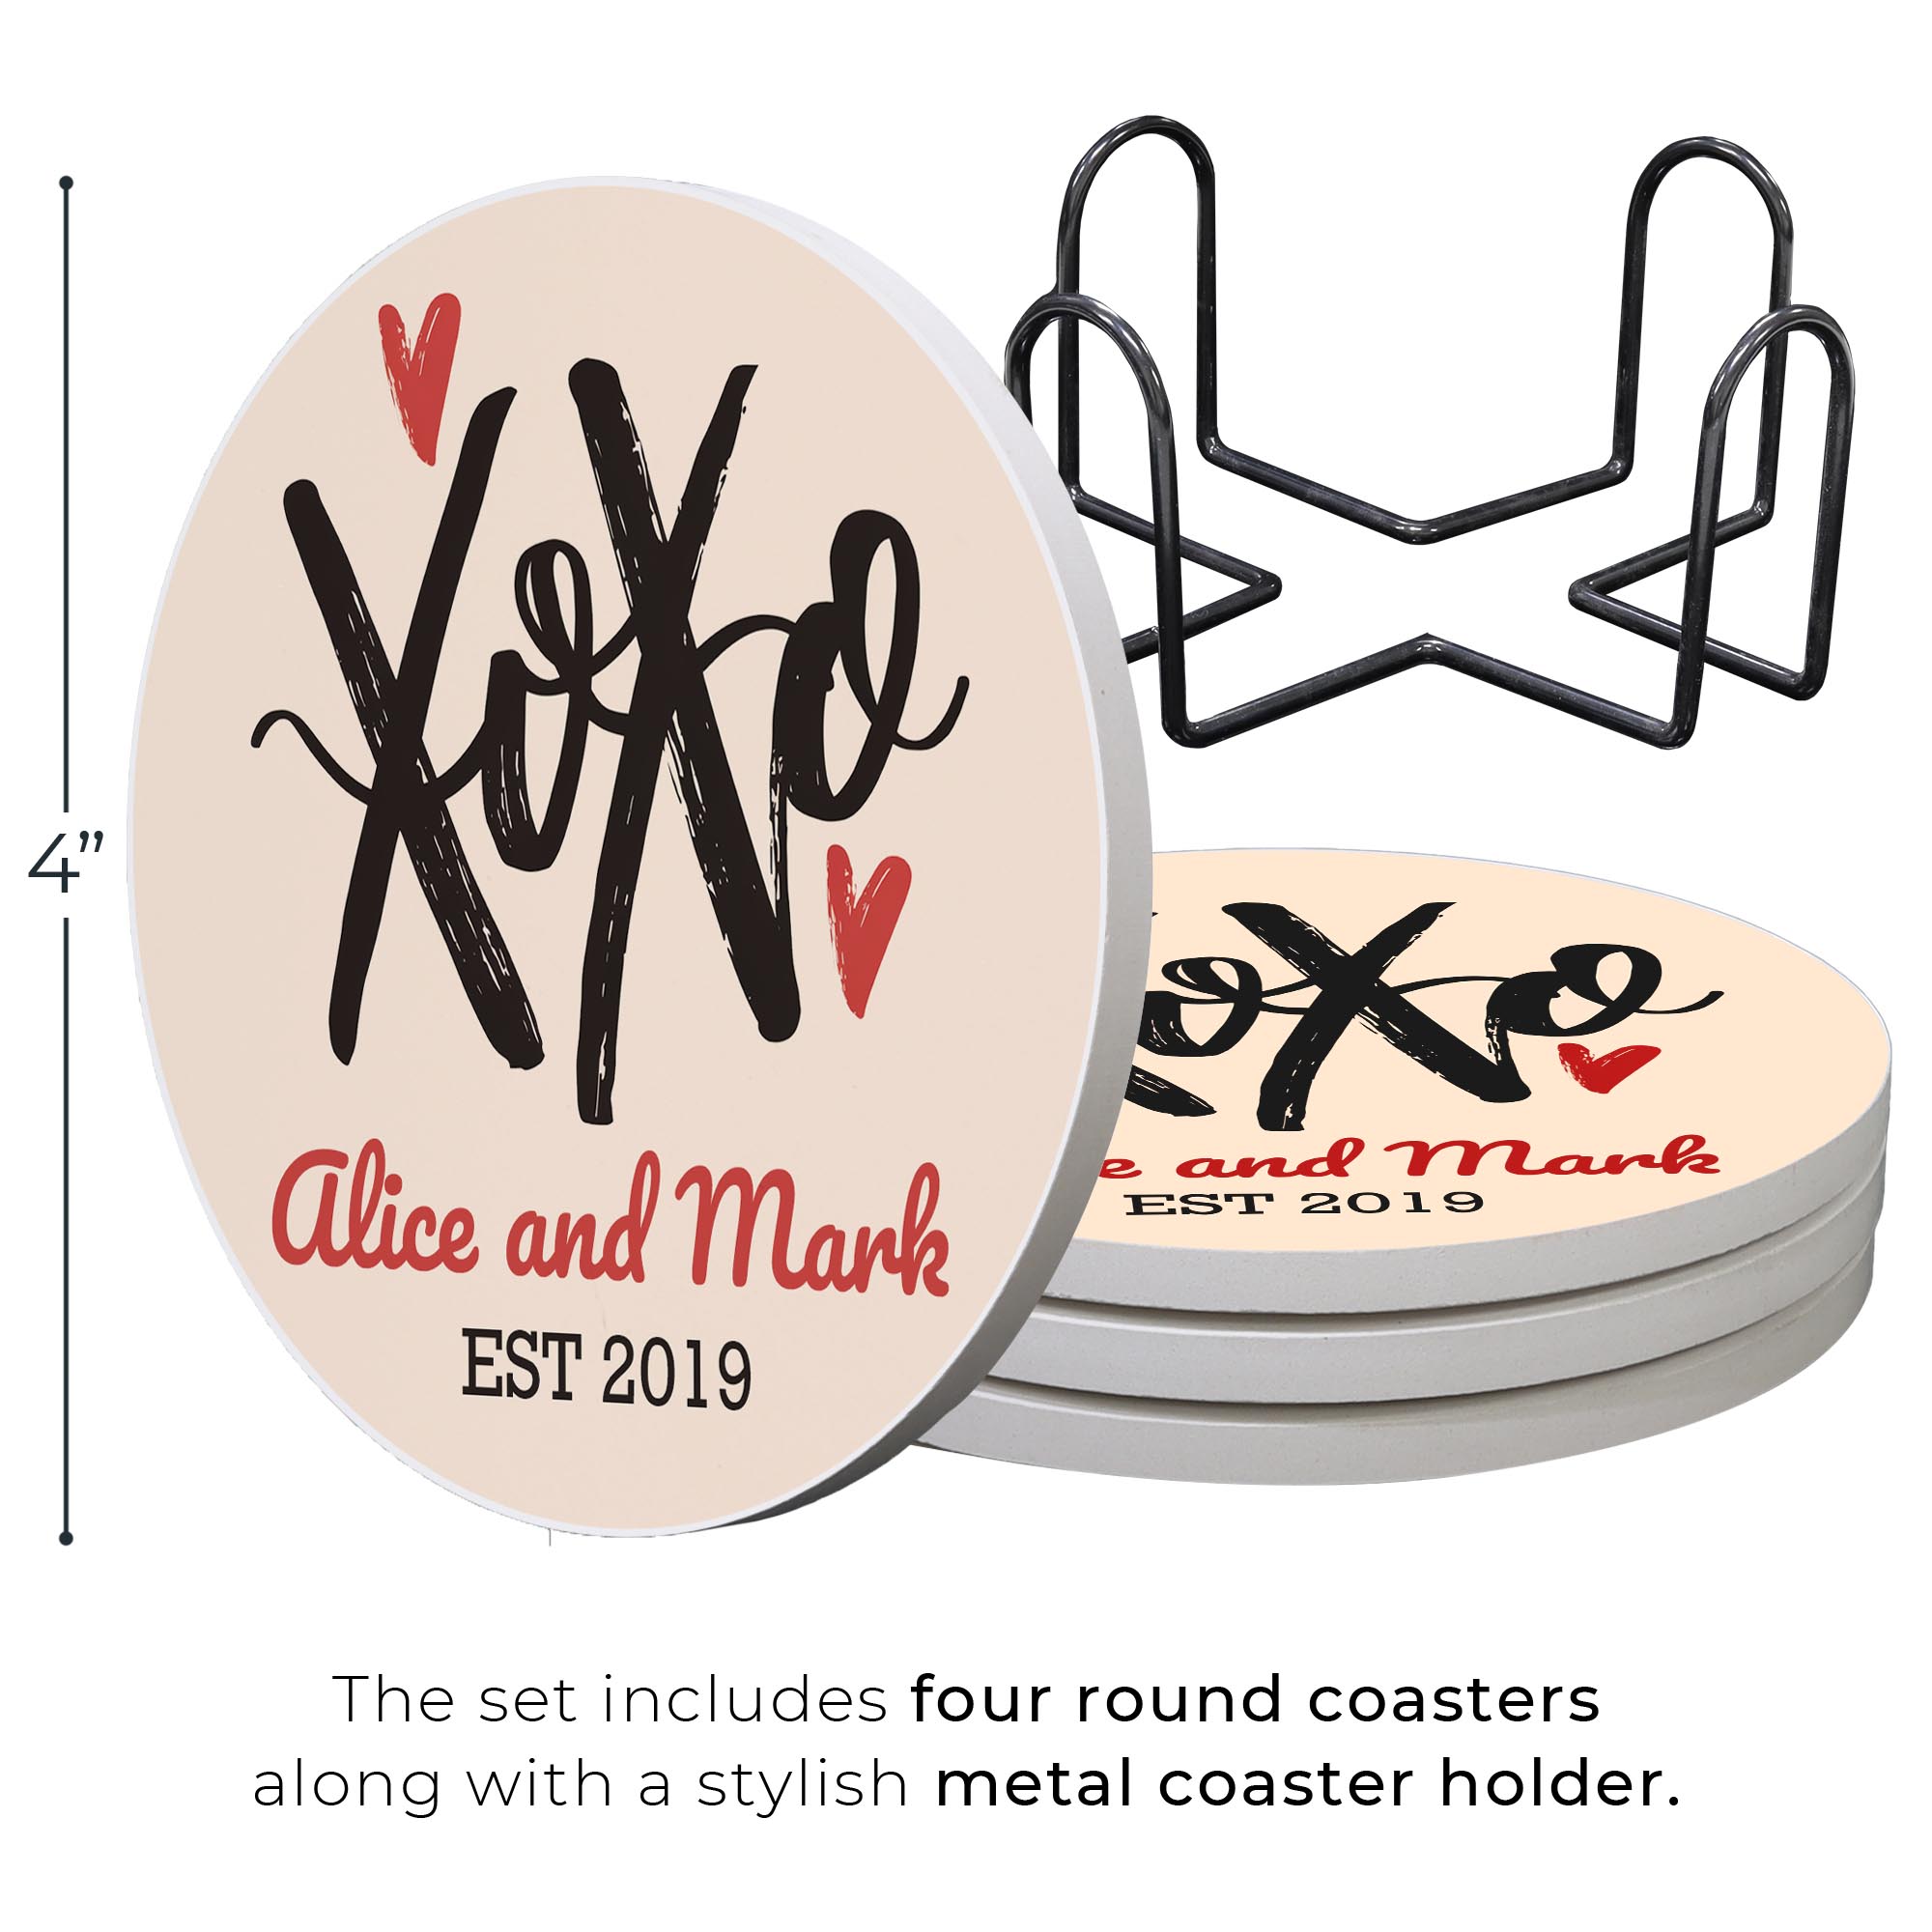 XoXo
Alice and Mark
EST 2019
4”
oXo
e and Mark
EST 2019
The set includes four round coasters
along with a stylish metal coaster holder.